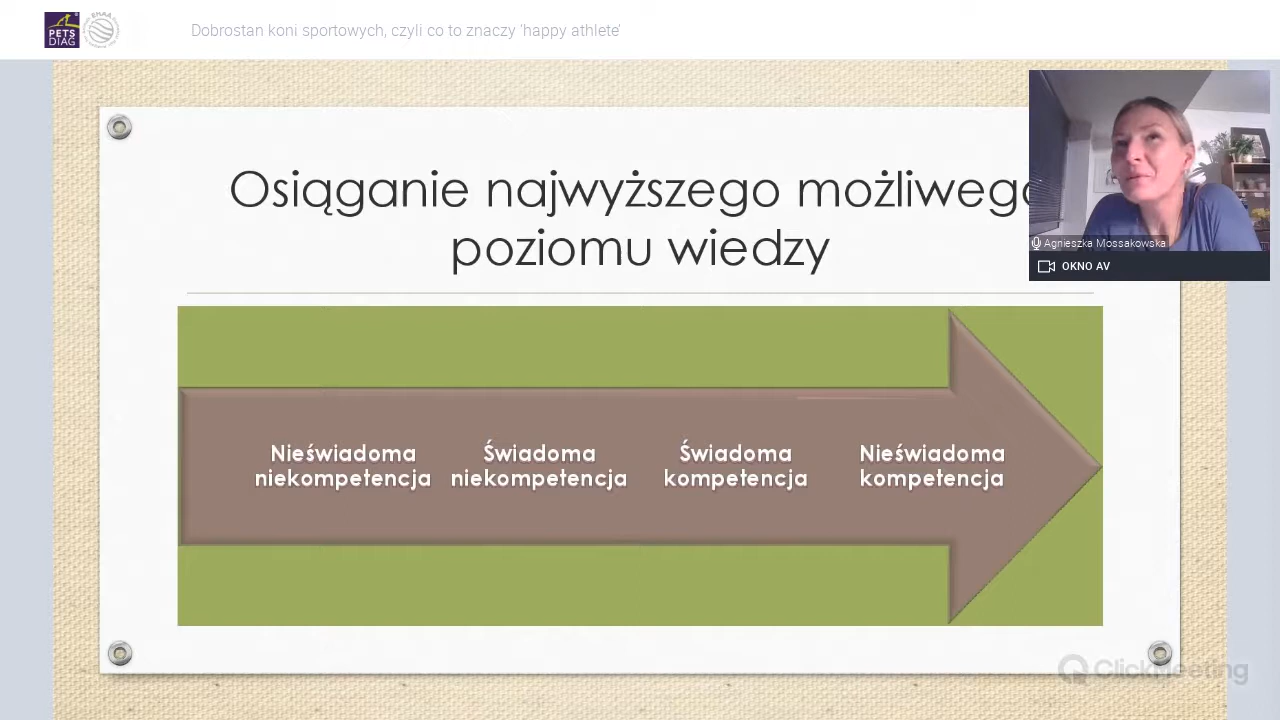 PETS
DIAG
Dobrostan koni sportowych, czyli co to znaczy 'happy athlete'
Osiąganie najwyższego możliwego
poziomu wiedzy
Agnieszka Mossakowska
OKNO AV
Nieświadoma
niekompetencja
Świadoma
niekompetencja
Świadoma
kompetencja
Nieświadoma
kompetencja
ClickMeeting